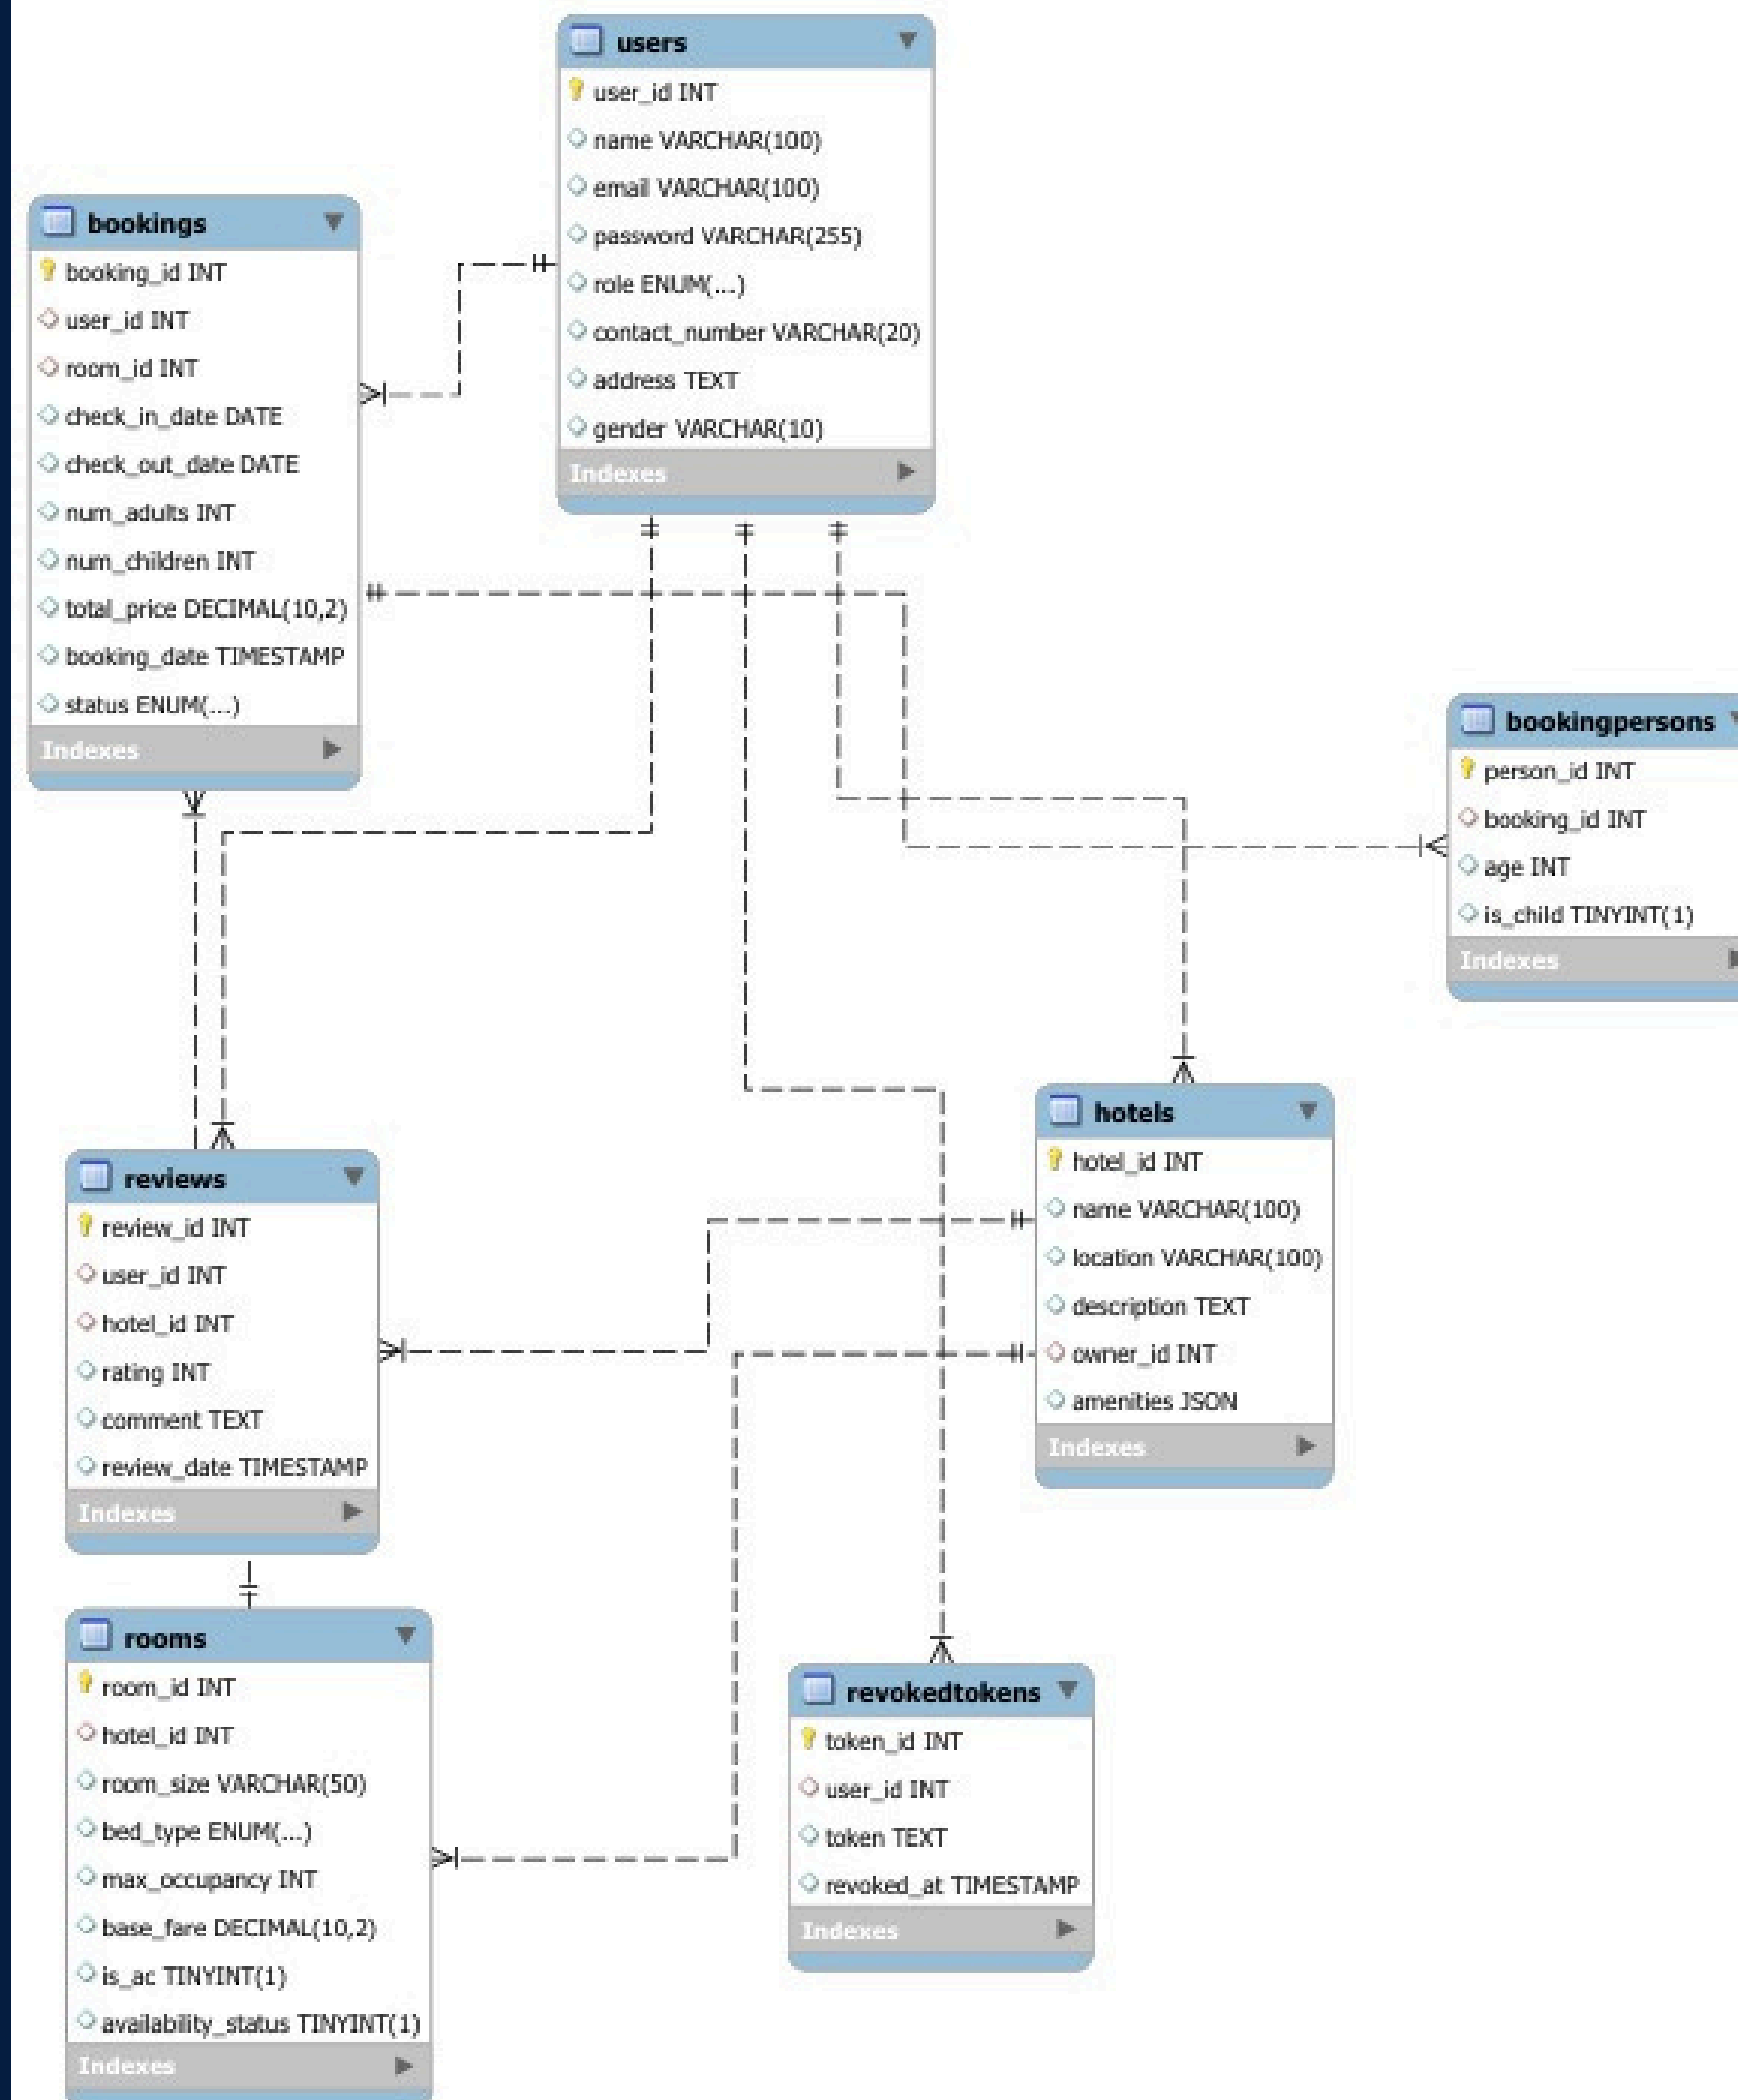 users
user_id INT
name VARCHAR(100)
email VARCHAR(100)
password VARCHAR(255)
role ENUM(...)
contact_number VARCHAR(20)
address TEXT
gender VARCHAR(10)
Indexes
bookings
booking_id INT
user_id INT
room_id INT
check_in_date DATE
check_out_date DATE
num_adults INT
num_children INT
total_price DECIMAL(10,2)
booking_date TIMESTAMP
status ENUM(...)
Indexes
bookingpersons
person_id INT
booking_id INT
age INT
is_child TINYINT(1)
Indexes
hotels
hotel_id INT
name VARCHAR(100)
location VARCHAR(100)
description TEXT
owner_id INT
amenities JSON
Indexes
reviews
review_id INT
user_id INT
hotel_id INT
rating INT
comment TEXT
review_date TIMESTAMP
Indexes
rooms
room_id INT
hotel_id INT
room_size VARCHAR(50)
bed_type ENUM(...)
max_occupancy INT
base_fare DECIMAL(10,2)
is_ac TINYINT(1)
availability_status TINYINT(1)
Indexes
revokedtokens
token_id INT
user_id INT
token TEXT
revoked_at TIMESTAMP
Indexes